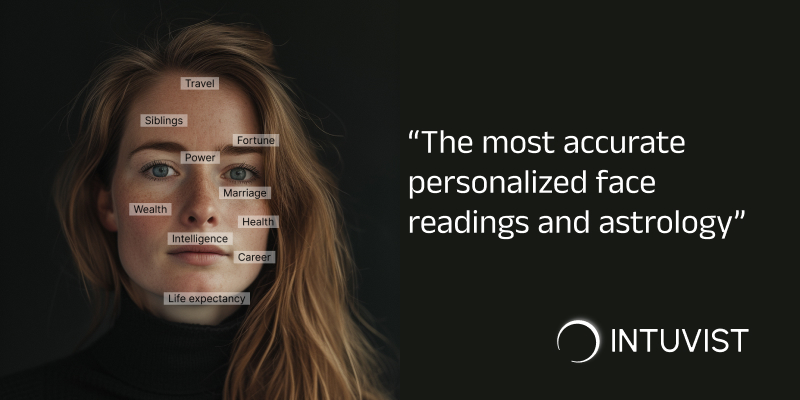 Travel
Siblings
Fortune
Power
Marriage
Wealth
Health
Intelligence
Career
Life expectancy
“The most accurate
personalized face
readings and astrology”
INTUVIST